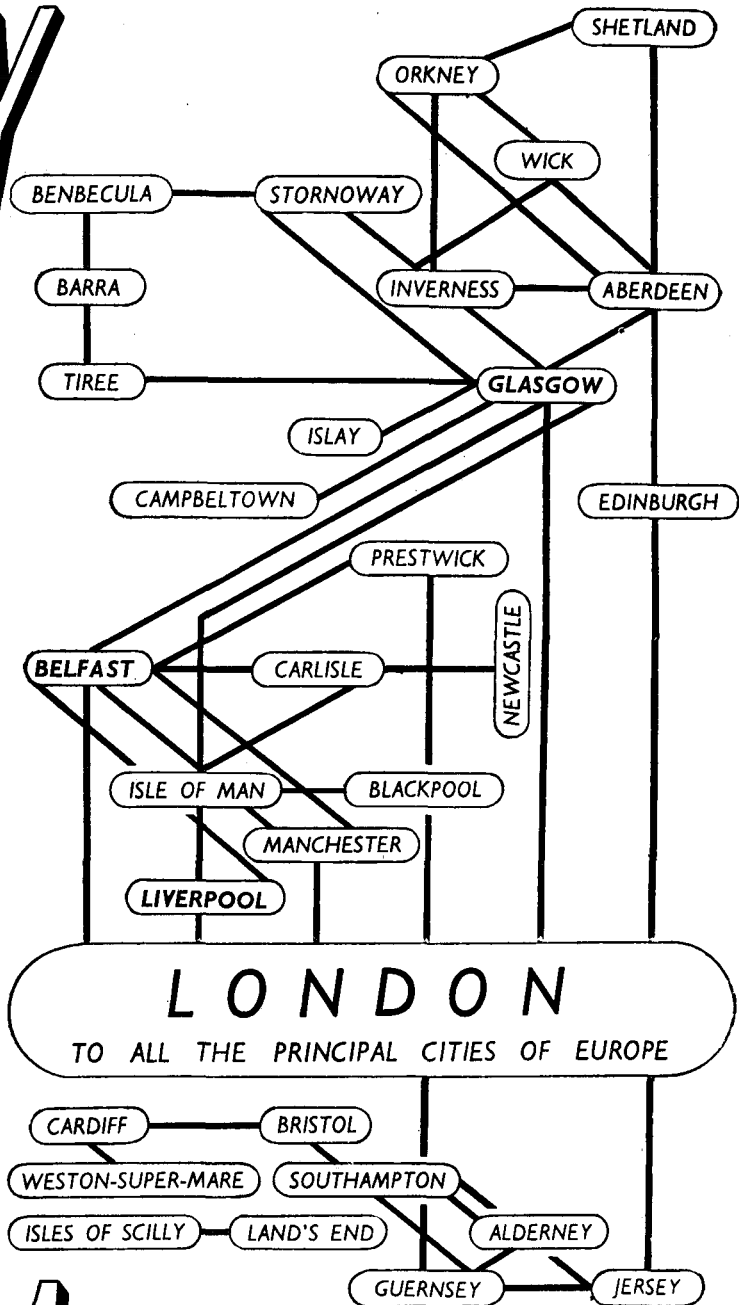 SHETLAND
ORKNEY
WICK
BENBECULA
STORNOWAY
BARRA
INVERNESS
ABERDEEN
TIREE
GLASGOW
ISLAY
CAMPBELTOWN
EDINBURGH
PRESTWICK
NEWCASTLE
BELFAST
CARLISLE
ISLE OF MAN
BLACKPOOL
MANCHESTER
LIVERPOOL
LONDON
TO ALL THE PRINCIPAL CITIES OF EUROPE
CARDIFF
BRISTOL
WESTON-SUPER-MARE
SOUTHAMPTON
ISLES OF SCILLY
LAND'S END
ALDERNEY
GUERNSEY
JERSEY